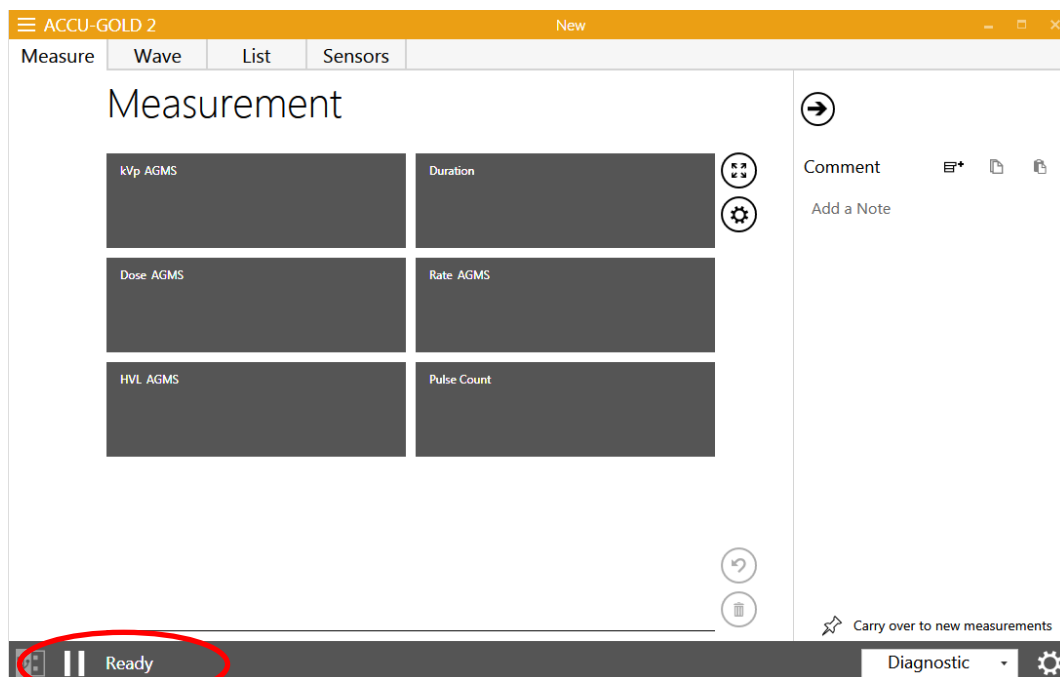 ACCU-GOLD 2
New
Measure Wave List Sensors
Measurement
kVp AGMS
Duration
Dose AGMS
Rate AGMS
HVL AGMS
Pulse Count
Comment
Add a Note
Carry over to new measurements
Ready
Diagnostic